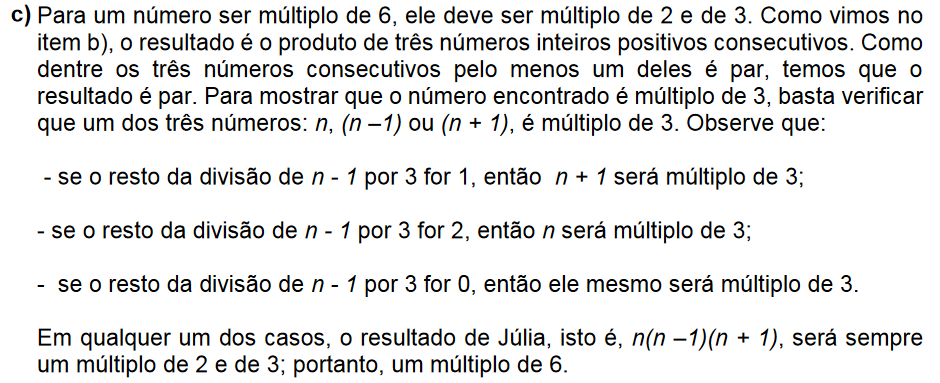 c) Para um número ser múltiplo de 6, ele deve ser múltiplo de 2 e de 3. Como vimos no
item b), o resultado é o produto de três números inteiros positivos consecutivos. Como
dentre os três números consecutivos pelo menos um deles é par, temos que o
resultado é par. Para mostrar que o número encontrado é múltiplo de 3, basta verificar
que um dos três números: n, (n –1) ou (n + 1), é múltiplo de 3. Observe que:
- se o resto da divisão de n - 1 por 3 for 1, então n + 1 será múltiplo de 3;
- se o resto da divisão de n - 1 por 3 for 2, então n será múltiplo de 3;
- se o resto da divisão de n - 1 por 3 for 0, então ele mesmo será múltiplo de 3.
Em qualquer um dos casos, o resultado de Júlia, isto é, n(n –1)(n + 1), será sempre
um múltiplo de 2 e de 3; portanto, um múltiplo de 6.